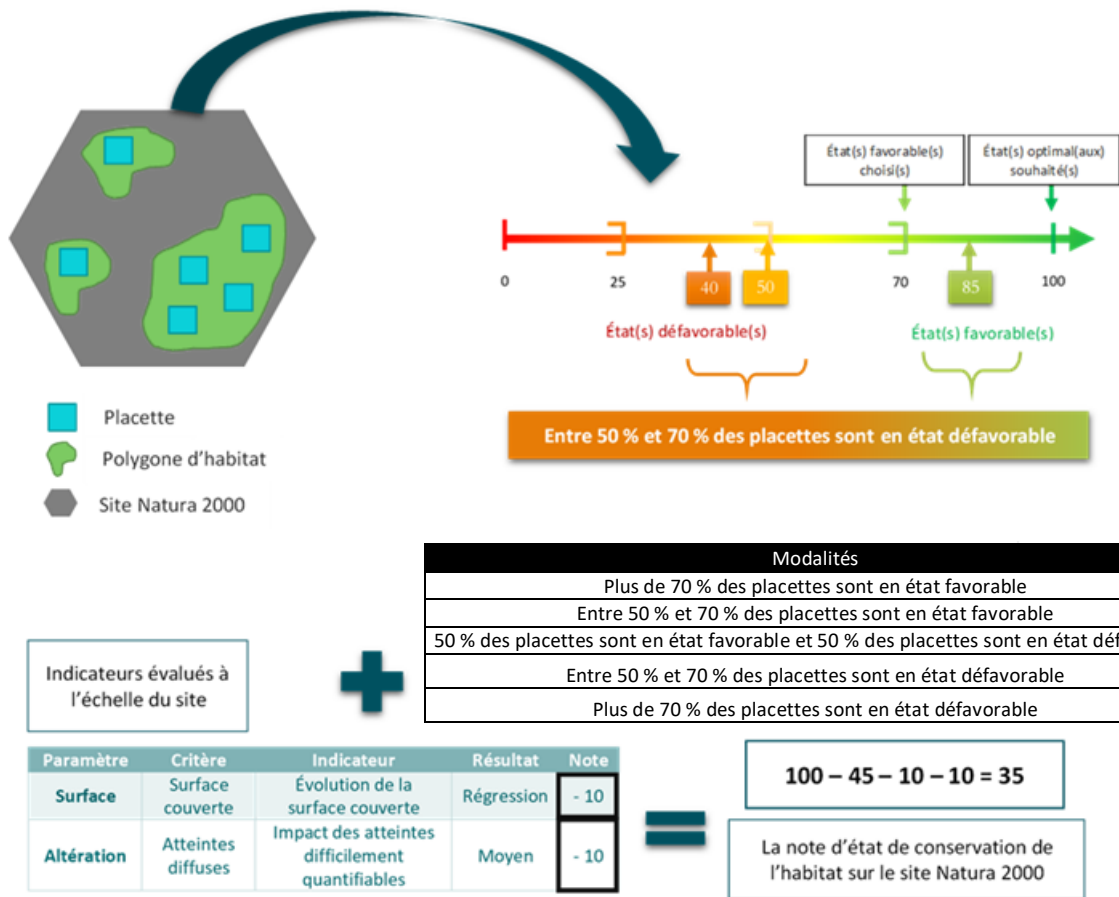 État(s) favorable(s)
choisi(s)
État(s) optimal(aux)
souhaité(s)
0
25
40
50
70
85
100
État(s) défavorable(s)
État(s) favorable(s)
Entre 50 % et 70 % des placettes sont en état défavorable
Placette
Polygone d'habitat
Site Natura 2000
Modalités
Plus de 70 % des placettes sont en état favorable
Entre 50 % et 70 % des placettes sont en état favorable
50 % des placettes sont en état favorable et 50 % des placettes sont en état déf
Entre 50 % et 70 % des placettes sont en état défavorable
Plus de 70 % des placettes sont en état défavorable
Indicateurs évalués à
l'échelle du site
Paramètre Critère Indicateur Résultat Note
Surface
Surface
couverte
Évolution de la
surface couverte
Régression
- 10
Altération
Atteintes
diffuses
Impact des atteintes
difficilement
quantifiables
Moyen
- 10
100 – 45 – 10 – 10 = 35
La note d'état de conservation de
l'habitat sur le site Natura 2000